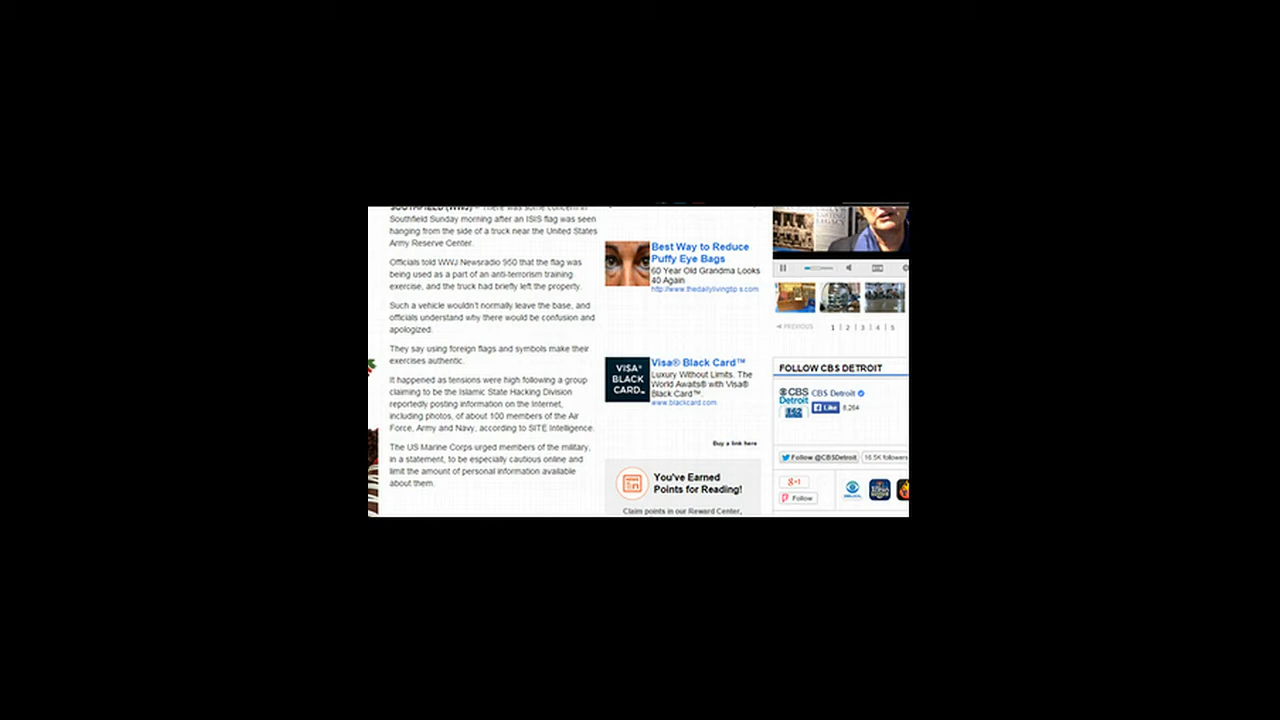 SOUTHFIELD (WWJ) – There was some concern in
Southfield Sunday morning after an ISIS flag was seen
hanging from the side of a truck near the United States
Army Reserve Center.
Officials told WWJ Newsradio 950 that the flag was
being used as a part of an anti-terrorism training
exercise, and the truck had briefly left the property.
Such a vehicle wouldn't normally leave the base, and
officials understand why there would be confusion and
apologized.
They say using foreign flags and symbols make their
exercises authentic.
It happened as tensions were high following a group
claiming to be the Islamic State Hacking Division
reportedly posting information on the Internet,
including photos, of about 100 members of the Air
Force, Army and Navy, according to SITE Intelligence.
The US Marine Corps urged members of the military,
in a statement, to be especially cautious online and
limit the amount of personal information available
about them.
Best Way to Reduce
Puffy Eye Bags
60 Year Old Grandma Looks
40 Again
http://www.thedailylivingtips.com
VISA®
BLACK
CARD™
Visa® Black Card™
Luxury Without Limits. The
World Awaits® with Visa®
Black Card™
www.blackcard.com
Buy a link here
You've Earned
Points for Reading!
Claim points in our Reward Center,
◀ PREVIOUS 1 | 2 | 3 | 4 | 5
FOLLOW CBS DETROIT
CBS
Detroit
CBS Detroit
Like 8,264
Follow @CBSDetroit 16.5K followers
g+1
Follow